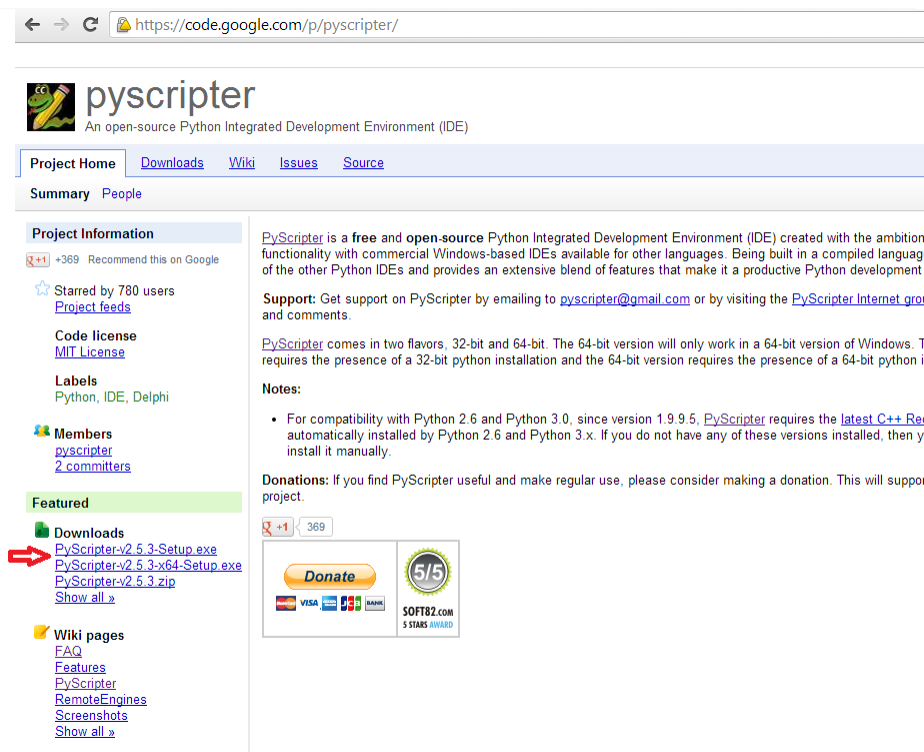 https://code.google.com/p/pyscripter/
pyscripter
An open-source Python Integrated Development Environment (IDE)
Project Home Downloads Wiki Issues Source
Summary People
Project Information
+1 +369 Recommend this on Google
Starred by 780 users
Project feeds
Code license
MIT License
Labels
Python, IDE, Delphi
Members
pyscripter
2 committers
Featured
Downloads
PyScripter-v2.5.3-Setup.exe
PyScripter-v2.5.3-x64-Setup.exe
PyScripter-v2.5.3.zip
Show all »
Wiki pages
FAQ
Features
PyScripter
RemoteEngines
Screenshots
Show all »
PyScripter is a free and open-source Python Integrated Development Environment (IDE) created with the ambition
functionality with commercial Windows-based IDEs available for other languages. Being built in a compiled languag
of the other Python IDEs and provides an extensive blend of features that make it a productive Python development
Support: Get support on PyScripter by emailing to pyscripter@gmail.com or by visiting the PyScripter Internet grou
and comments.
PyScripter comes in two flavors, 32-bit and 64-bit. The 64-bit version will only work in a 64-bit version of Windows. T
requires the presence of a 32-bit python installation and the 64-bit version requires the presence of a 64-bit python i
Notes:
• For compatibility with Python 2.6 and Python 3.0, since version 1.9.9.5, PyScripter requires the latest C++ Re
automatically installed by Python 2.6 and Python 3.x. If you do not have any of these versions installed, then y
install it manually.
Donations: If you find PyScripter useful and make regular use, please consider making a donation. This will suppo
project.
+1 369
Donate
VISA JCB BANK
5/5
SOFT82.COM
5 STARS AWARD